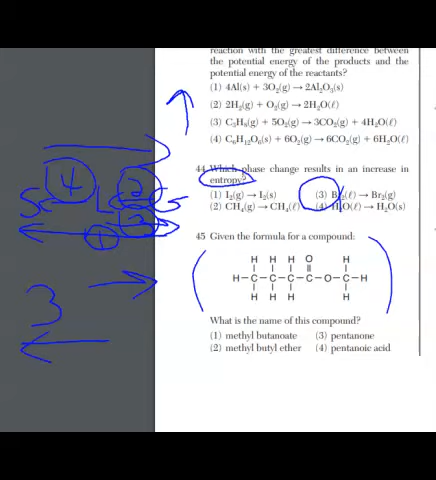 reaction with the greatest difference between
the potential energy of the products and the
potential energy of the reactants?
(1) 4Al(s) + 3O₂(g) → 2Al₂O₃(s)
(2) 2H₂(g) + O₂(g) → 2H₂O(ℓ)
(3) C₃H₈(g) + 5O₂(g) → 3CO₂(g) + 4H₂O(ℓ)
(4) C₆H₁₂O₆(s) + 6O₂(g) → 6CO₂(g) + 6H₂O(ℓ)
44 Which phase change results in an increase in
entropy?
(1) I₂(g) → I₂(s) (3) Br₂(ℓ) → Br₂(g)
(2) CH₄(g) → CH₄(ℓ) (4) H₂O(ℓ) → H₂O(s)
4 2
S L G
3
1
3
45 Given the formula for a compound:
H H H O H
H–C–C–C–C–O–C–H
H H H H
What is the name of this compound?
(1) methyl butanoate (3) pentanone
(2) methyl butyl ether (4) pentanoic acid